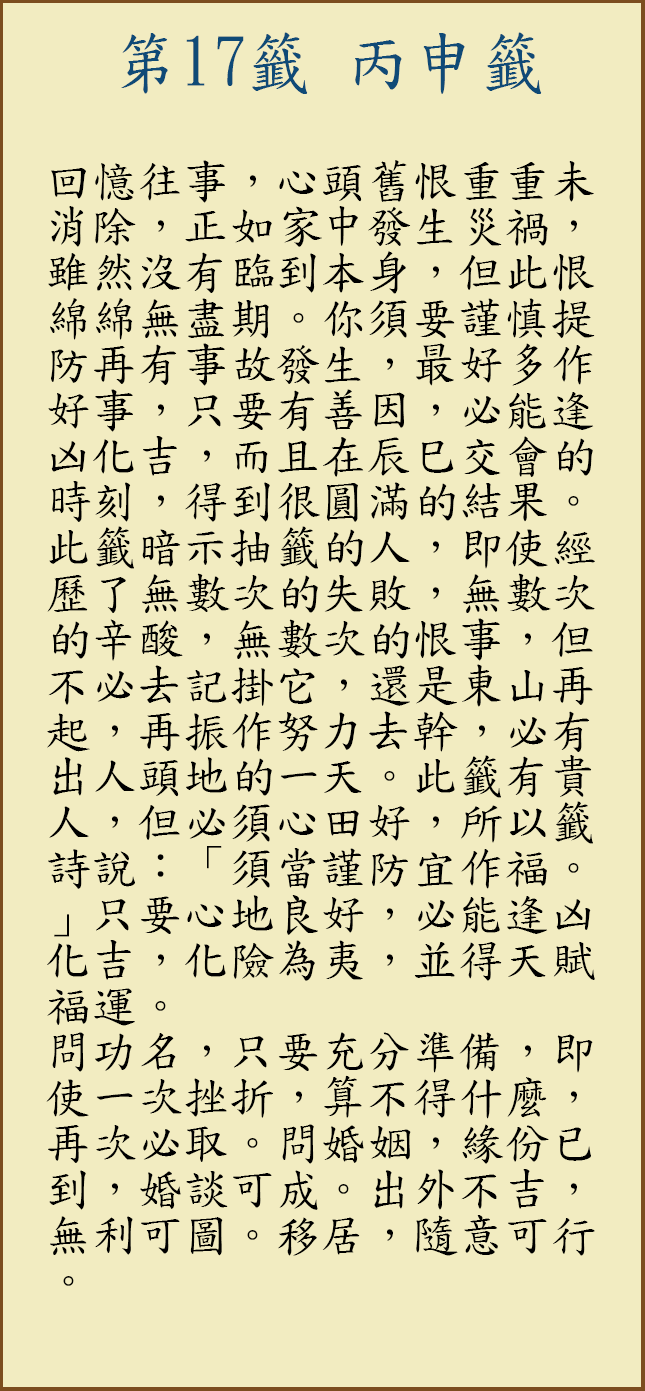 第17籤 丙申籤
回憶往事，心頭舊恨重重未
消除，正如家中發生災禍，
雖然沒有臨到本身，但此恨
綿綿無盡期。你須要謹慎提
防再有事故發生，最好多作
好事，只要有善因，必能逢
凶化吉，而且在辰巳交會的
時刻，得到很圓滿的結果。
此籤暗示抽籤的人，即使經
歷了無數次的失敗，無數次
的辛酸，無數次的恨事，但
不必去記掛它，還是東山再
起，再振作努力去幹，必有
出人頭地的一天。此籤有貴
人，但必須心田好，所以籤
詩說：「須當謹防宜作福。
」只要心地良好，必能逢凶
化吉，化險為夷，並得天賦
福運。
問功名，只要充分準備，即
使一次挫折，算不得什麼，
再次必取。問婚姻，緣份已
到，婚談可成。出外不吉，
無利可圖。移居，隨意可行
。